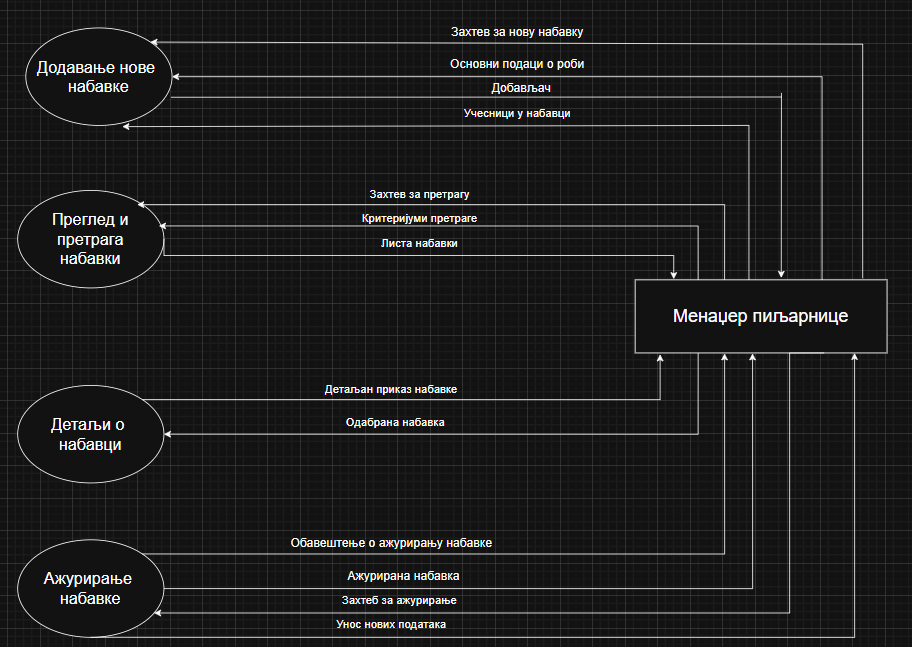 Захтев за нову набавку
Основни подаци о роби
Додавање нове
набавке
Добављач
Учесници у набавци
Захтев за претрагу
Преглед и
претрага
набавки
Критеријуми претраге
Листа набавки
Менаџер пиљарнице
Детаљан приказ набавке
Детаљи о
набавци
Одабрана набавка
Обавештење о ажурирању набавке
Ажурирање
набавке
Ажурирана набавка
Захтеб за ажурирање
Унос нових података